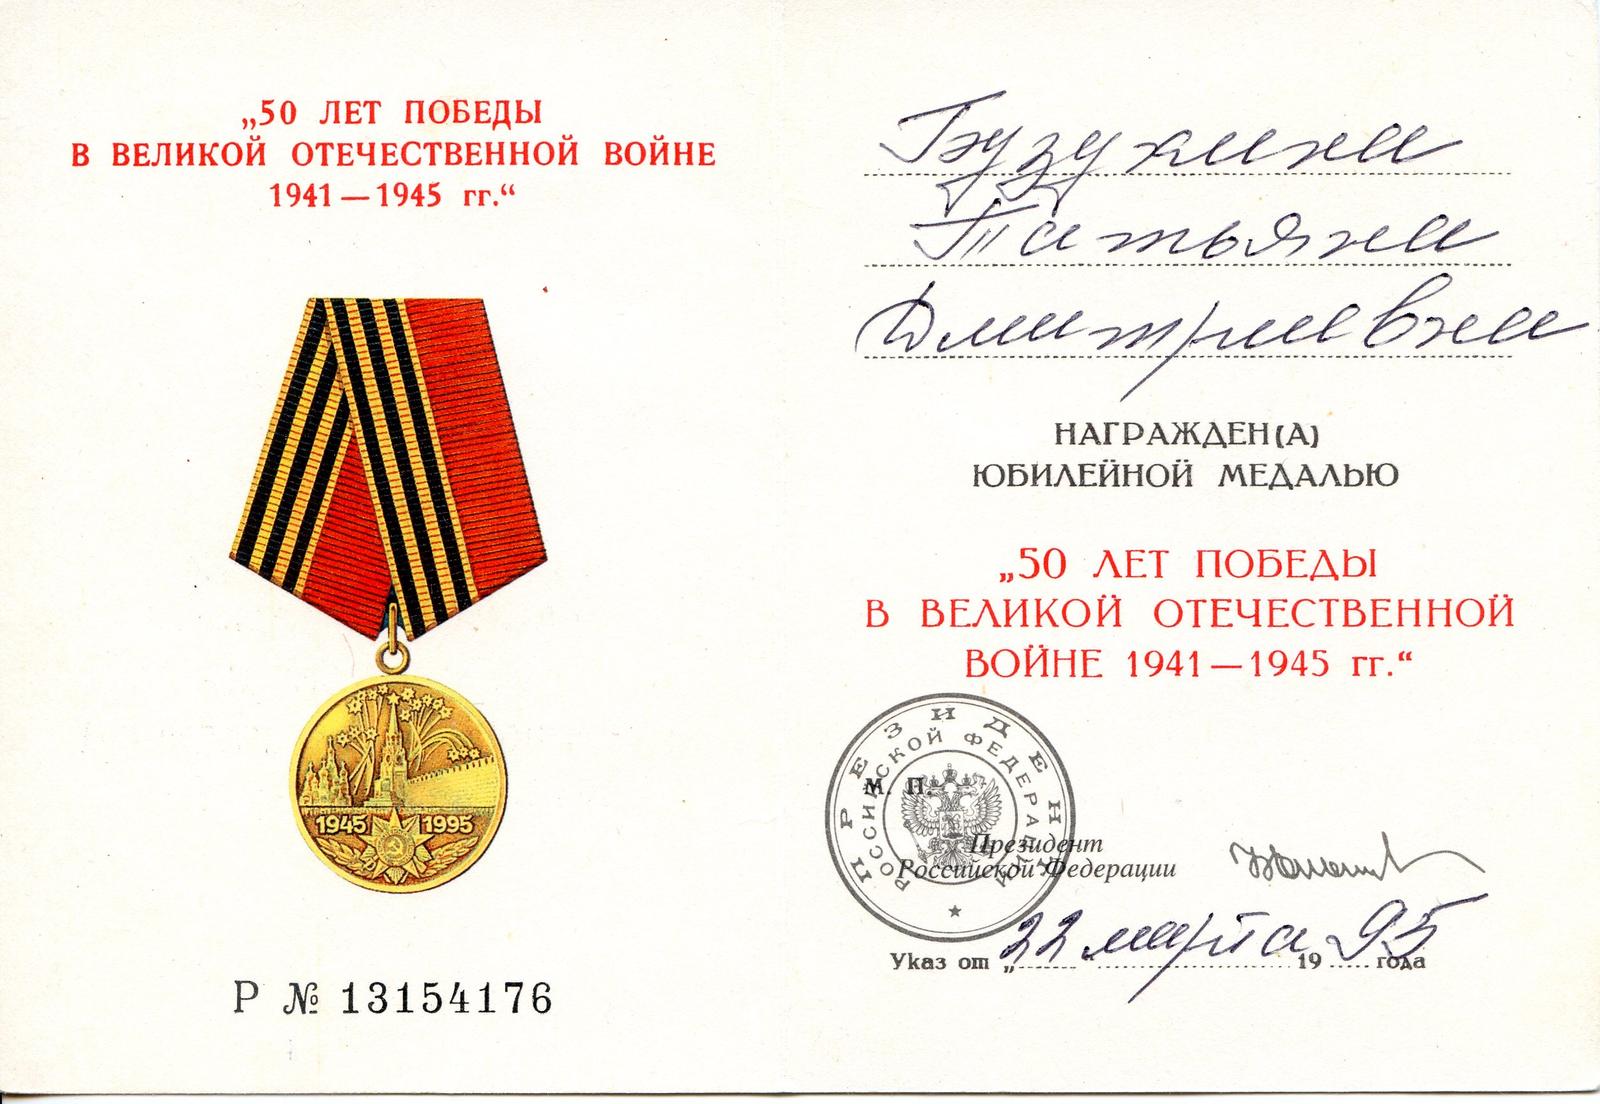 „50 ЛЕТ ПОБЕДЫ
В ВЕЛИКОЙ ОТЕЧЕСТВЕННОЙ ВОЙНЕ
1941—1945 гг.“
1945 1995
Р № 13154176
Татьяна
Дмитриевна
НАГРАЖДЕН(А)
ЮБИЛЕЙНОЙ МЕДАЛЬЮ
„50 ЛЕТ ПОБЕДЫ
В ВЕЛИКОЙ ОТЕЧЕСТВЕННОЙ
ВОЙНЕ 1941—1945 гг.“
ПРЕЗИДЕНТ
РОССИЙСКОЙ ФЕДЕРАЦИИ
М. П.
Президент
Российской Федерации
Указ от „22 “ марта 1995 года